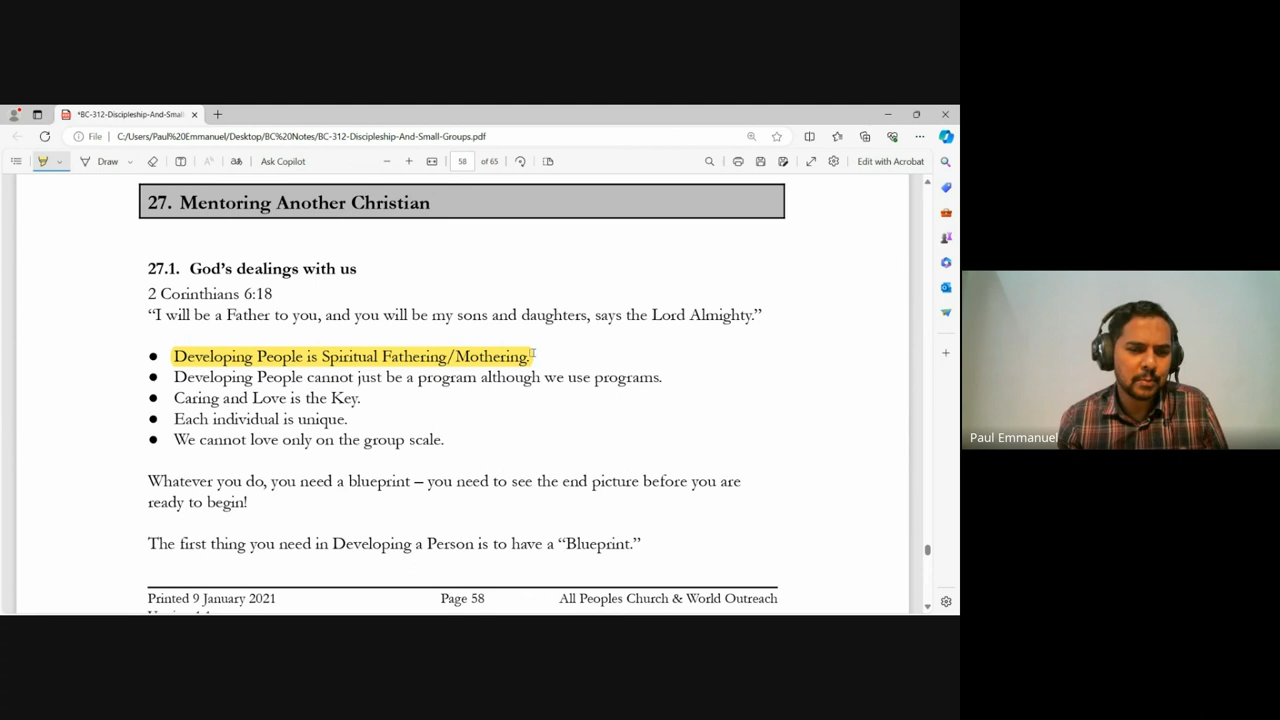 *BC-312-Discipleship-And-Small
File
C:/Users/Paul%20Emmanuel/Desktop/BC%20Notes/BC-312-Discipleship-And-Small-Groups.pdf
Draw
Ask Copilot
58
of 65
Edit with Acrobat
27. Mentoring Another Christian
27.1. God's dealings with us
2 Corinthians 6:18
“I will be a Father to you, and you will be my sons and daughters, says the Lord Almighty.”
● Developing People is Spiritual Fathering/Mothering.
● Developing People cannot just be a program although we use programs.
● Caring and Love is the Key.
● Each individual is unique.
● We cannot love only on the group scale.
Whatever you do, you need a blueprint – you need to see the end picture before you are
ready to begin!
The first thing you need in Developing a Person is to have a “Blueprint.”
Printed 9 January 2021
Page 58
All Peoples Church & World Outreach
Paul Emmanuel